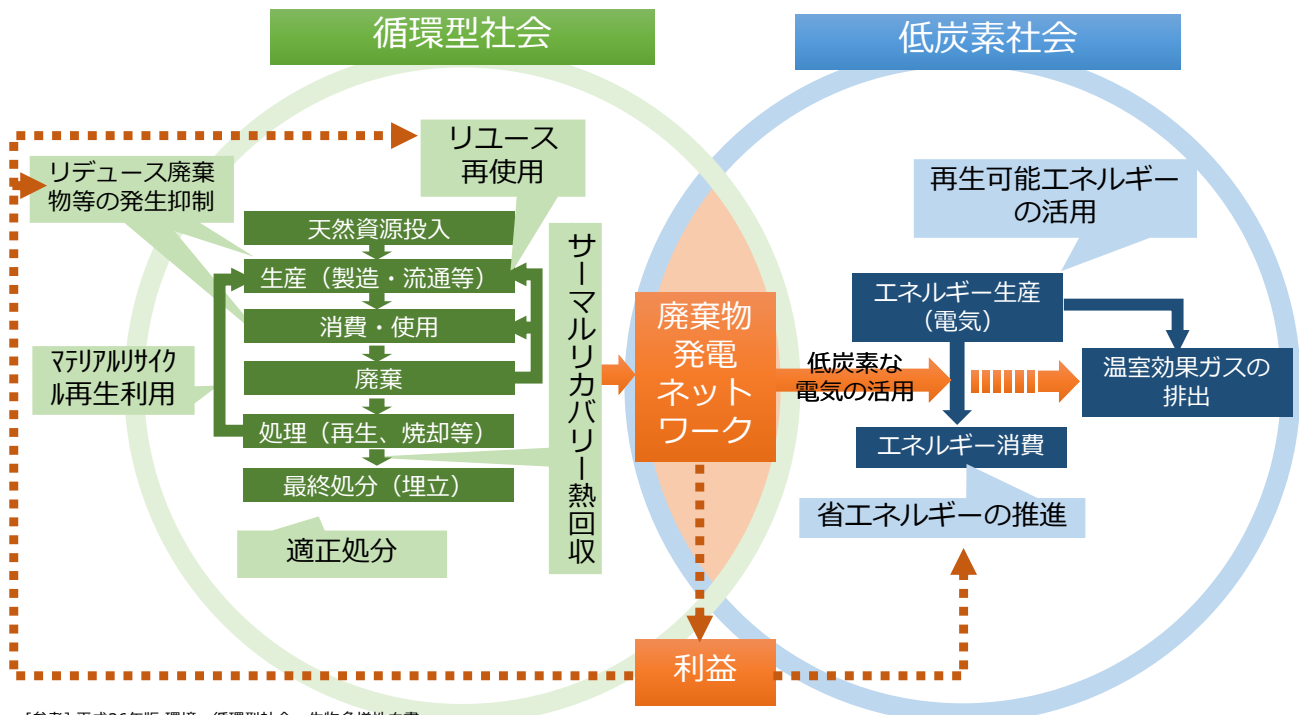 循環型社会
低炭素社会
リユース
再使用
リデュース廃棄
物等の発生抑制
再生可能エネルギー
の活用
天然資源投入
生産（製造・流通等）
消費・使用
廃棄
処理（再生、焼却等）
最終処分（埋立）
適正処分
ﾏﾃﾘｱﾙﾘｻｲｸ
ﾙ再生利用
サーマルリカバリー熱回収
廃棄物
発電
ネット
ワーク
低炭素な
電気の活用
エネルギー生産
（電気）
温室効果ガスの
排出
エネルギー消費
省エネルギーの推進
利益